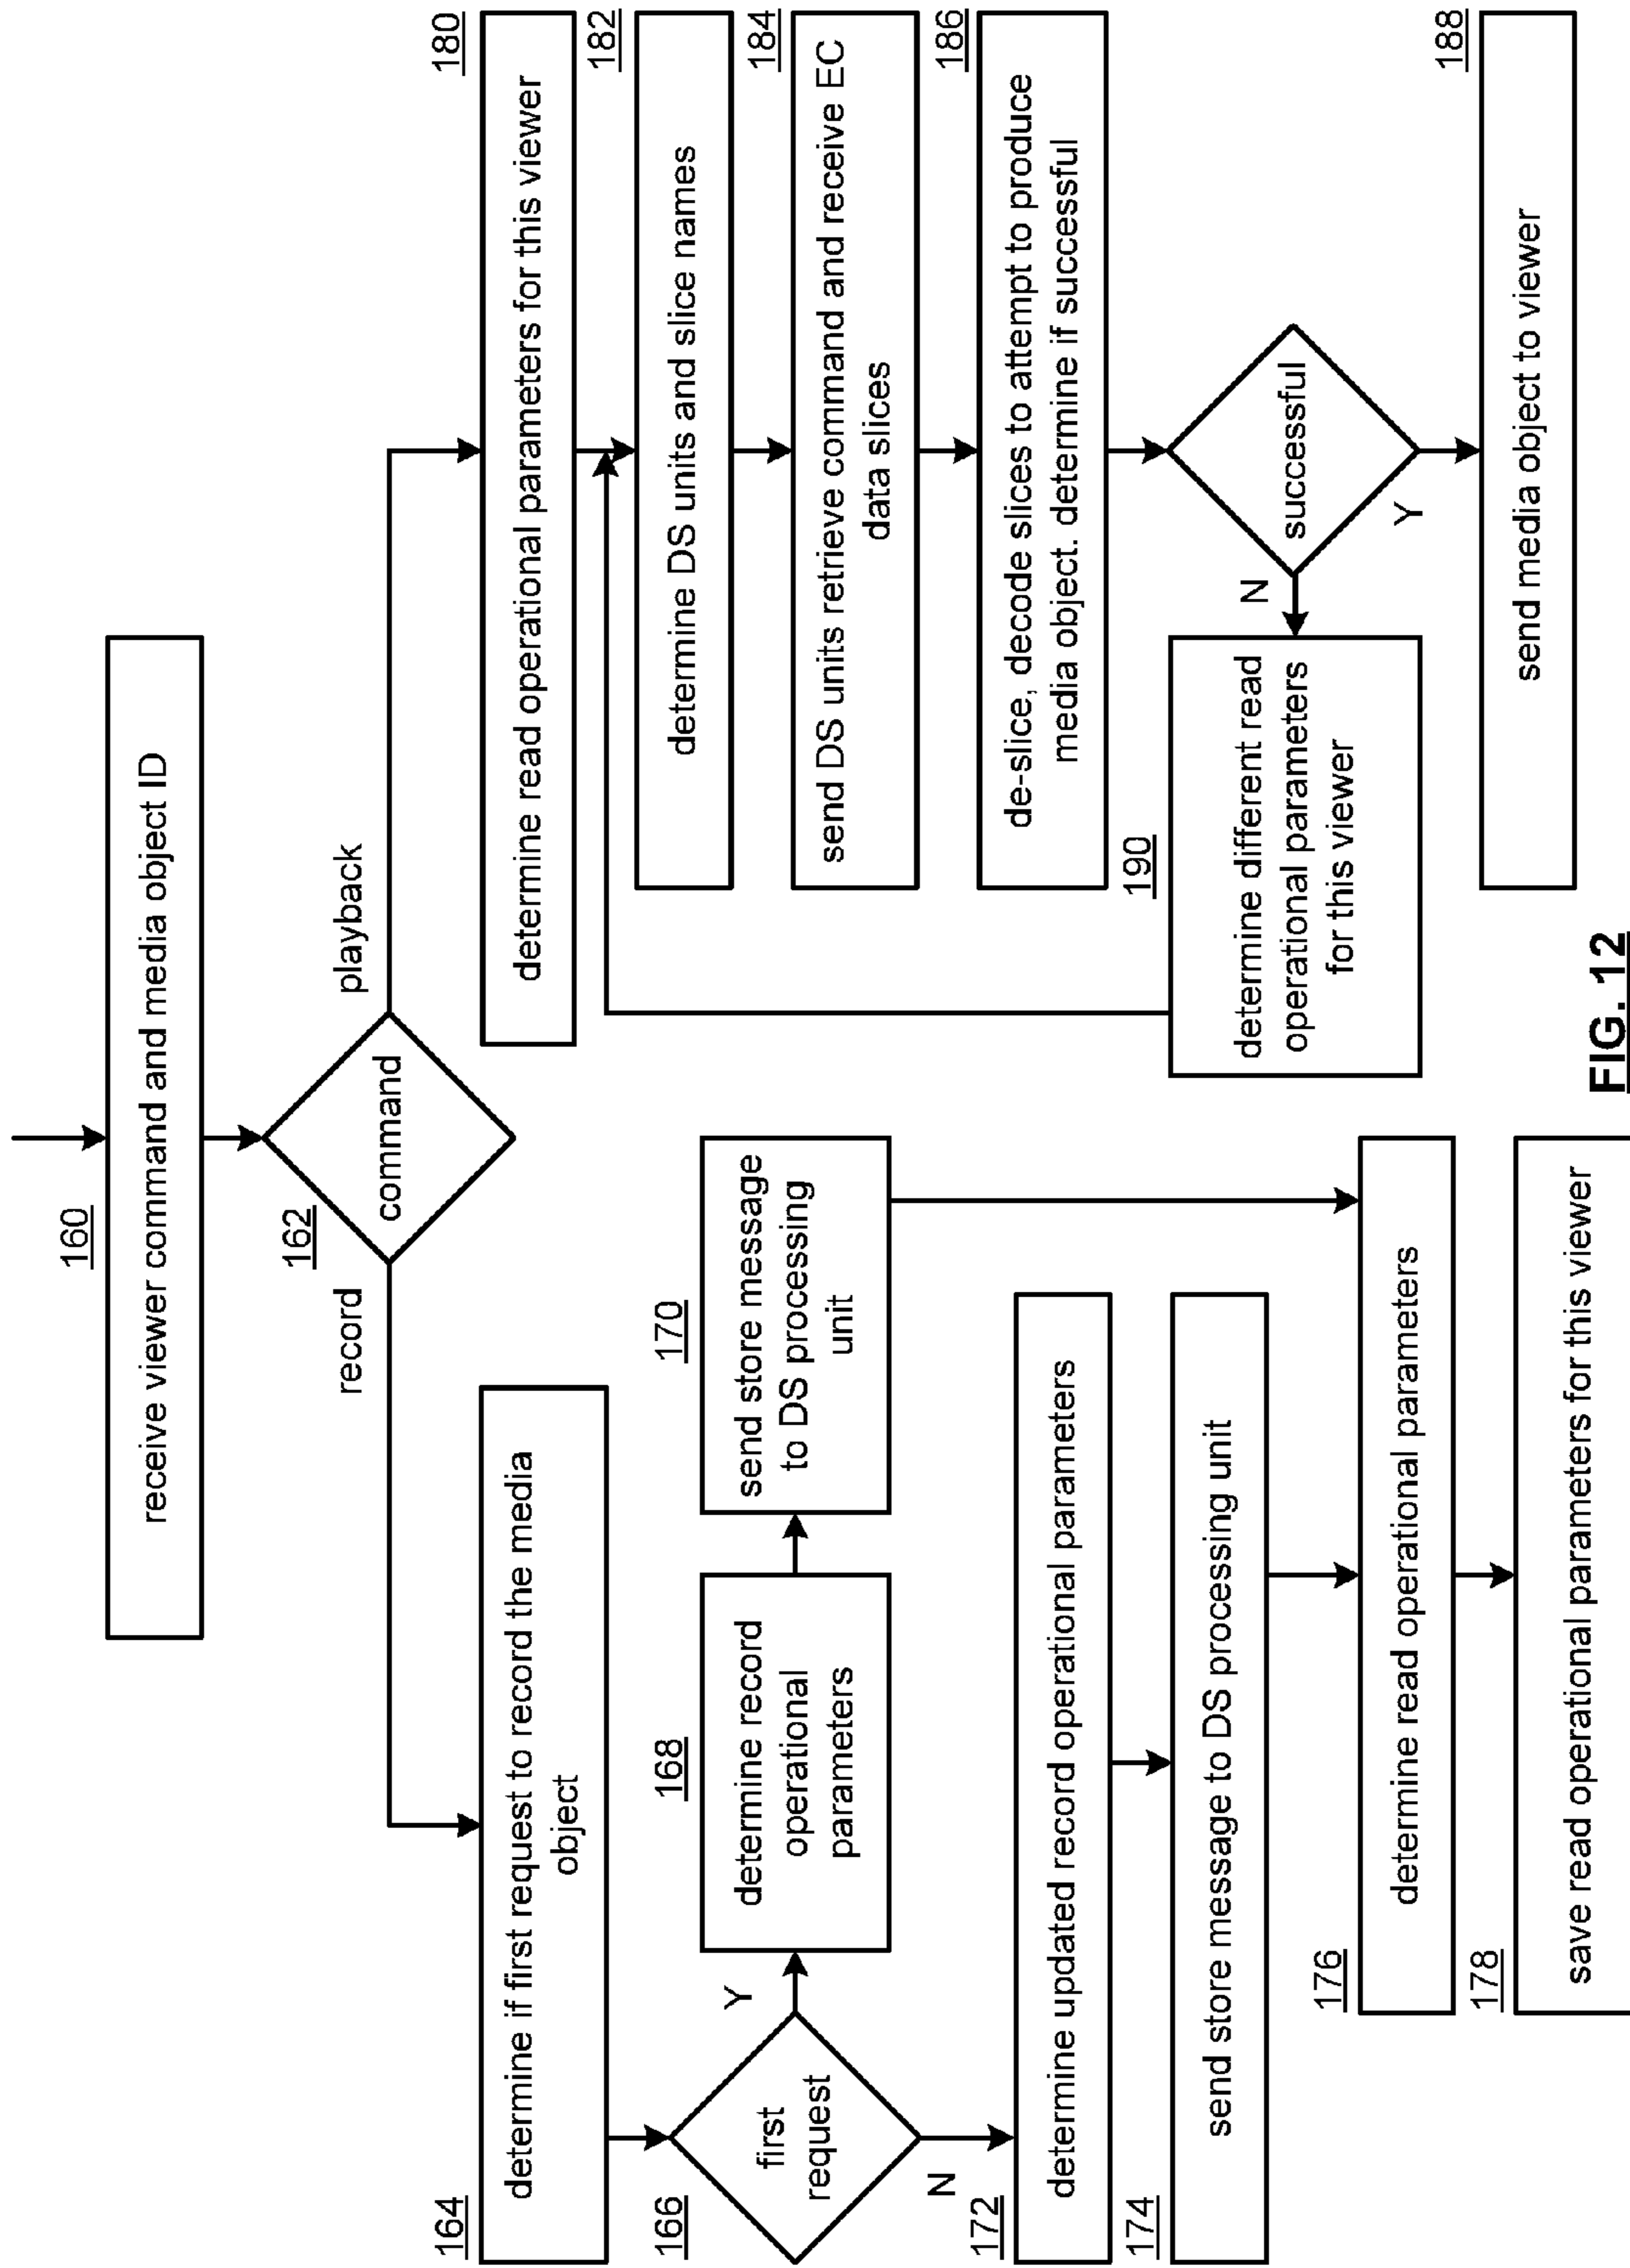 160
receive viewer command and media object ID
162
command
record
playback
164
determine if first request to record the media
object
166
first
request
Y
N
168
determine record
operational
parameters
170
send store message
to DS processing
unit
172
determine updated record operational parameters
174
send store message to DS processing unit
176
determine read operational parameters
178
save read operational parameters for this viewer
180
determine read operational parameters for this viewer
182
determine DS units and slice names
184
send DS units retrieve command and receive EC
data slices
186
de-slice, decode slices to attempt to produce
media object. determine if successful
successful
N
Y
190
determine different read
operational parameters
for this viewer
188
send media object to viewer
FIG. 12